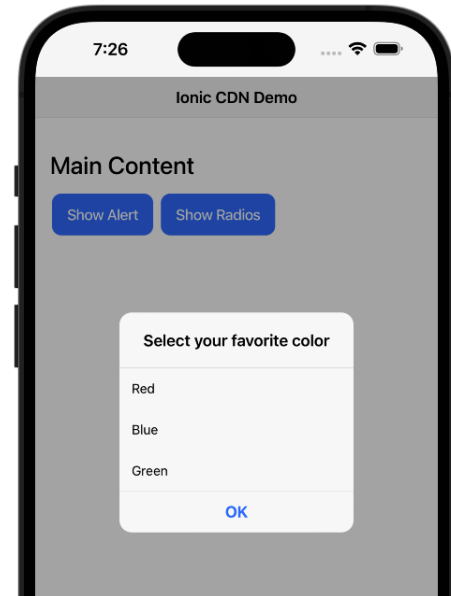 7:26
Ionic CDN Demo
Main Content
Show Alert Show Radios
Select your favorite color
Red
Blue
Green
OK